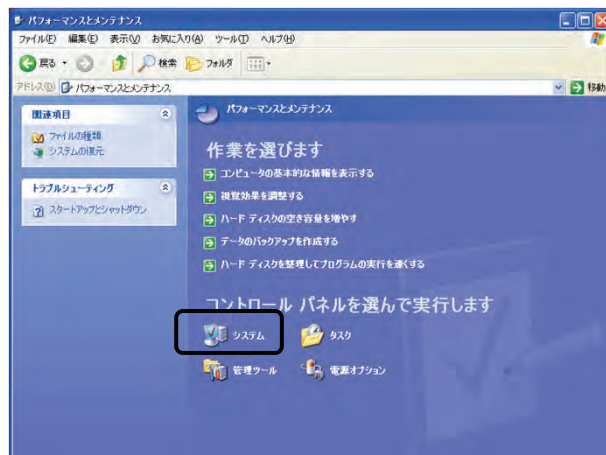 パフォーマンスとメンテナンス
ファイル(F) 編集(E) 表示(V) お気に入り(A) ツール(T) ヘルプ(H)
戻る 検索 フォルダ
アドレス(D) パフォーマンスとメンテナンス 移動
関連項目
ファイルの種類
システムの復元
トラブルシューティング
スタートアップとシャットダウン
パフォーマンスとメンテナンス
作業を選びます
コンピュータの基本的な情報を表示する
視覚効果を調整する
ハード ディスクの空き容量を増やす
データのバックアップを作成する
ハード ディスクを整理してプログラムの実行を速くする
コントロール パネルを選んで実行します
システム タスク
管理ツール 電源オプション